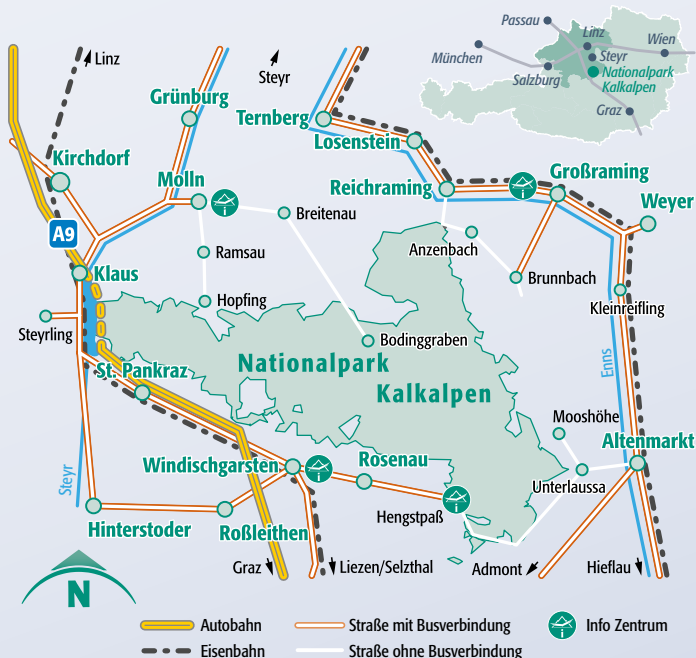 Passau
Linz
Wien
München
Steyr
Salzburg
Nationalpark
Kalkalpen
Graz
Linz
Steyr
Grünburg
Ternberg
Losenstein
Kirchdorf
Großraming
Reichraming
Molln
Weyer
Breitenau
A9
Anzenbach
Ramsau
Klaus
Brunnbach
Hopfing
Kleinreifling
Steyrling
Bodinggraben
Nationalpark
Kalkalpen
St. Pankraz
Enns
Mooshöhe
Altenmarkt
Windischgarsten
Rosenau
Steyr
Unterlaussa
Hengstpaß
Hinterstoder
Roßleithen
Graz
Liezen/Selzthal
Admont
Hieflau
N
Autobahn
Straße mit Busverbindung
Info Zentrum
Eisenbahn
Straße ohne Busverbindung